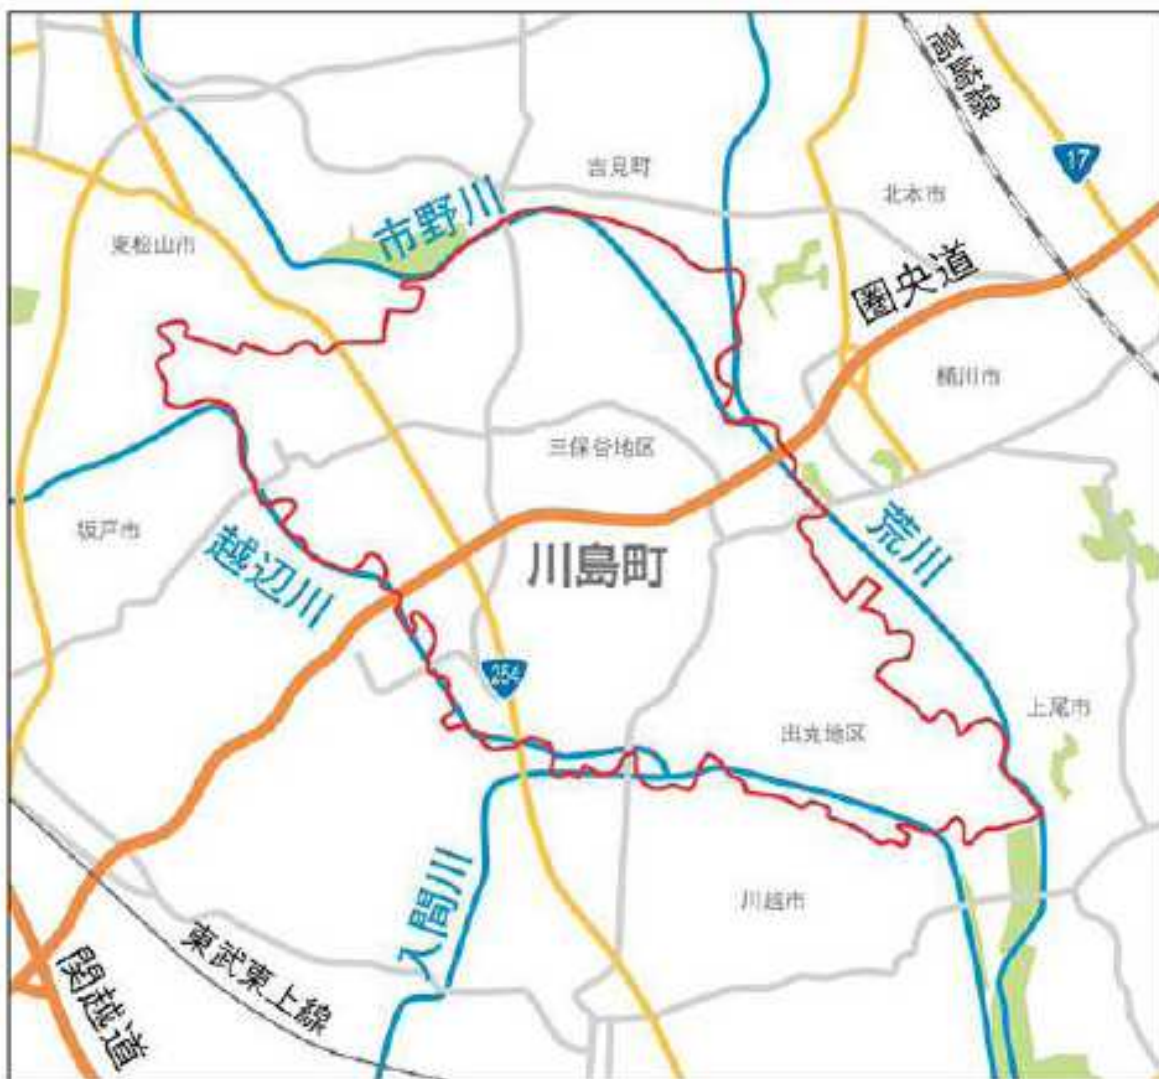 高崎線
17
吉見町
北本市
市野川
東松山市
圏央道
桶川市
三保谷地区
坂戸市
越辺川
川島町
荒川
254
上尾市
出丸地区
川越市
入間川
東武東上線
関越道